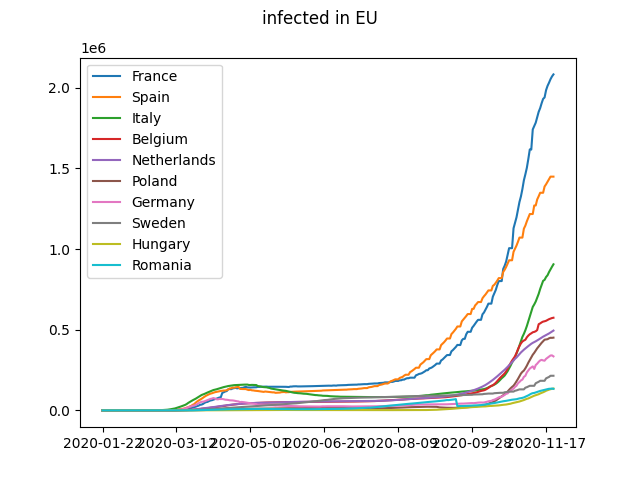 infected in EU
1e6
2.0
1.5
1.0
0.5
0.0
France
Spain
Italy
Belgium
Netherlands
Poland
Germany
Sweden
Hungary
Romania
2020-01-22 2020-03-12 2020-05-01 2020-06-20 2020-08-09 2020-09-28 2020-11-17